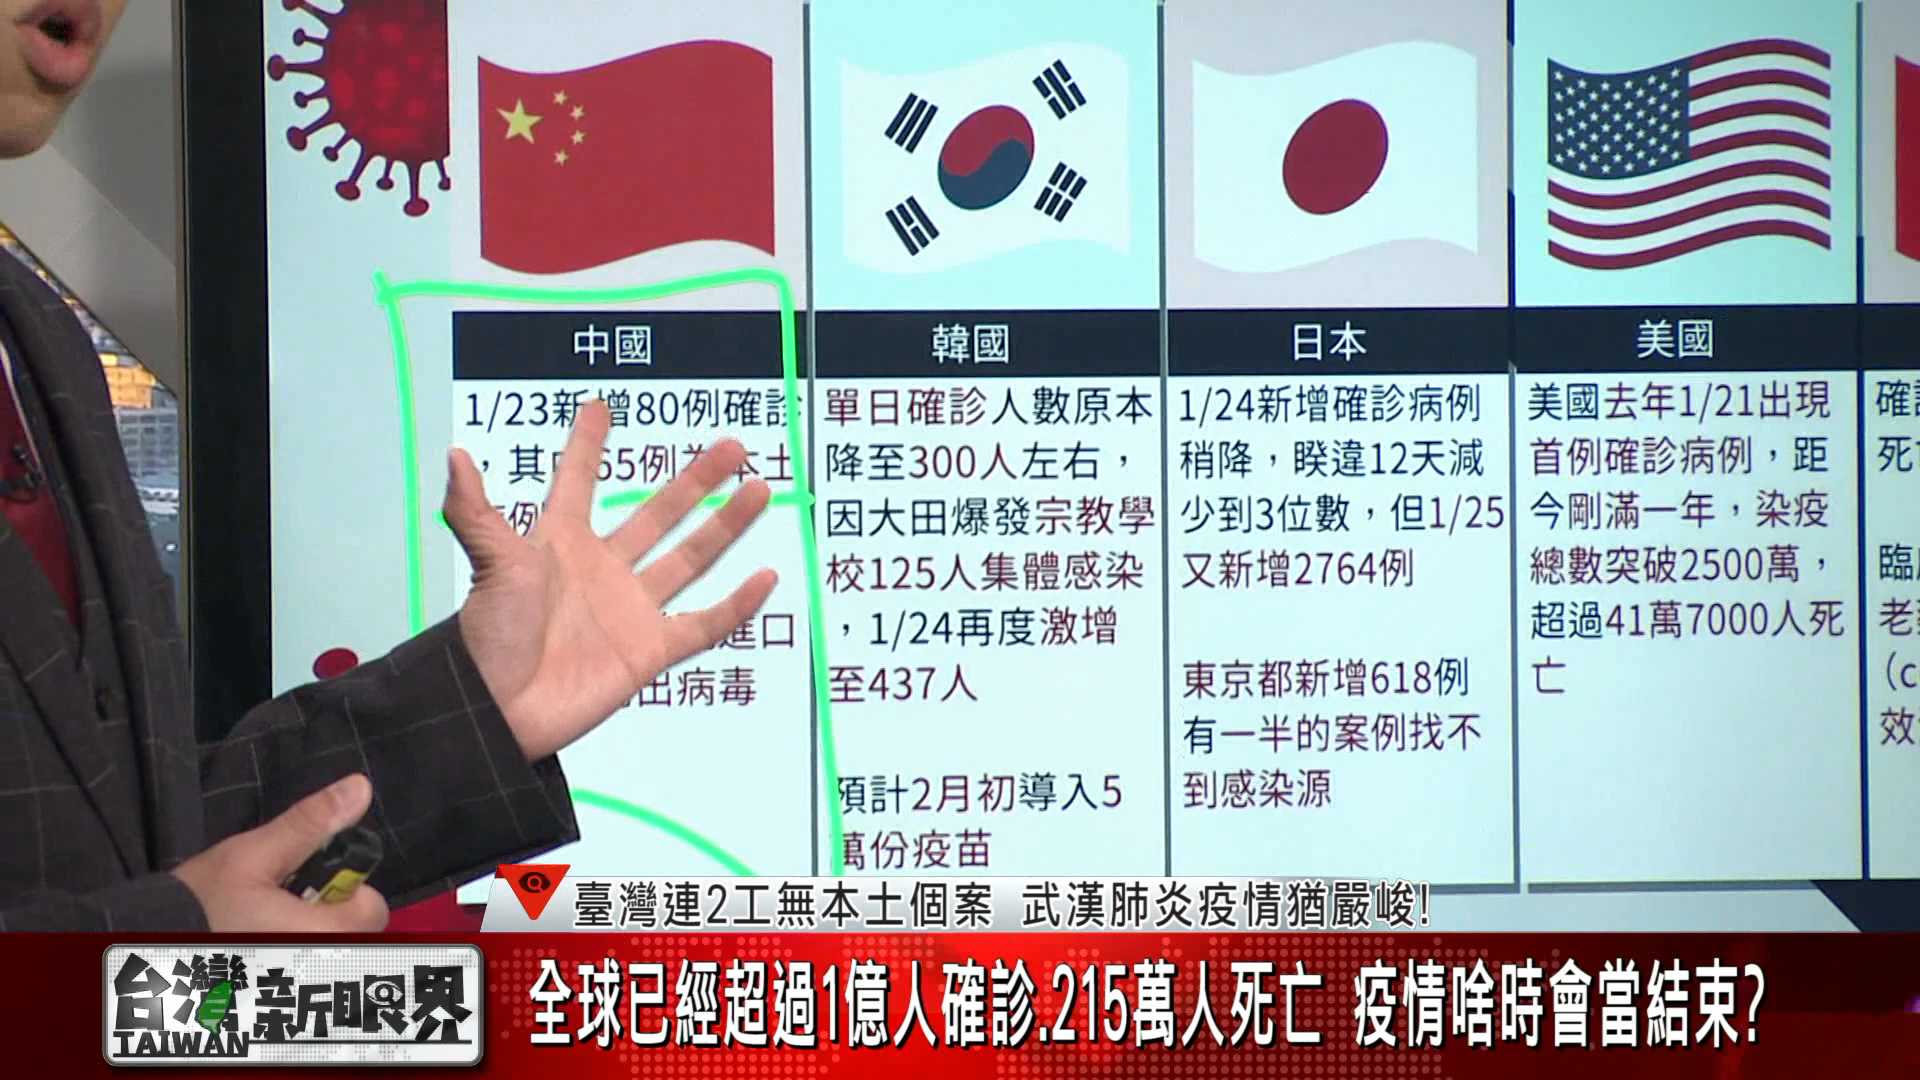 中國
1/23新增80例確診
，其中65例為本土
病例
進口
出病毒
韓國
單日確診人數原本
降至300人左右，
因大田爆發宗教學
校125人集體感染
，1/24再度激增
至437人
預計2月初導入5
萬份疫苗
日本
1/24新增確診病例
稍降，睽違12天減
少到3位數，但1/25
又新增2764例
東京都新增618例
有一半的案例找不
到感染源
美國
美國去年1/21出現
首例確診病例，距
今剛滿一年，染疫
總數突破2500萬，
超過41萬7000人死
亡
確
死
臨
老
(c
效
臺灣連2工無本土個案 武漢肺炎疫情猶嚴峻!
台灣新眼界
TAIWAN
全球已經超過1億人確診.215萬人死亡 疫情啥時會當結束?